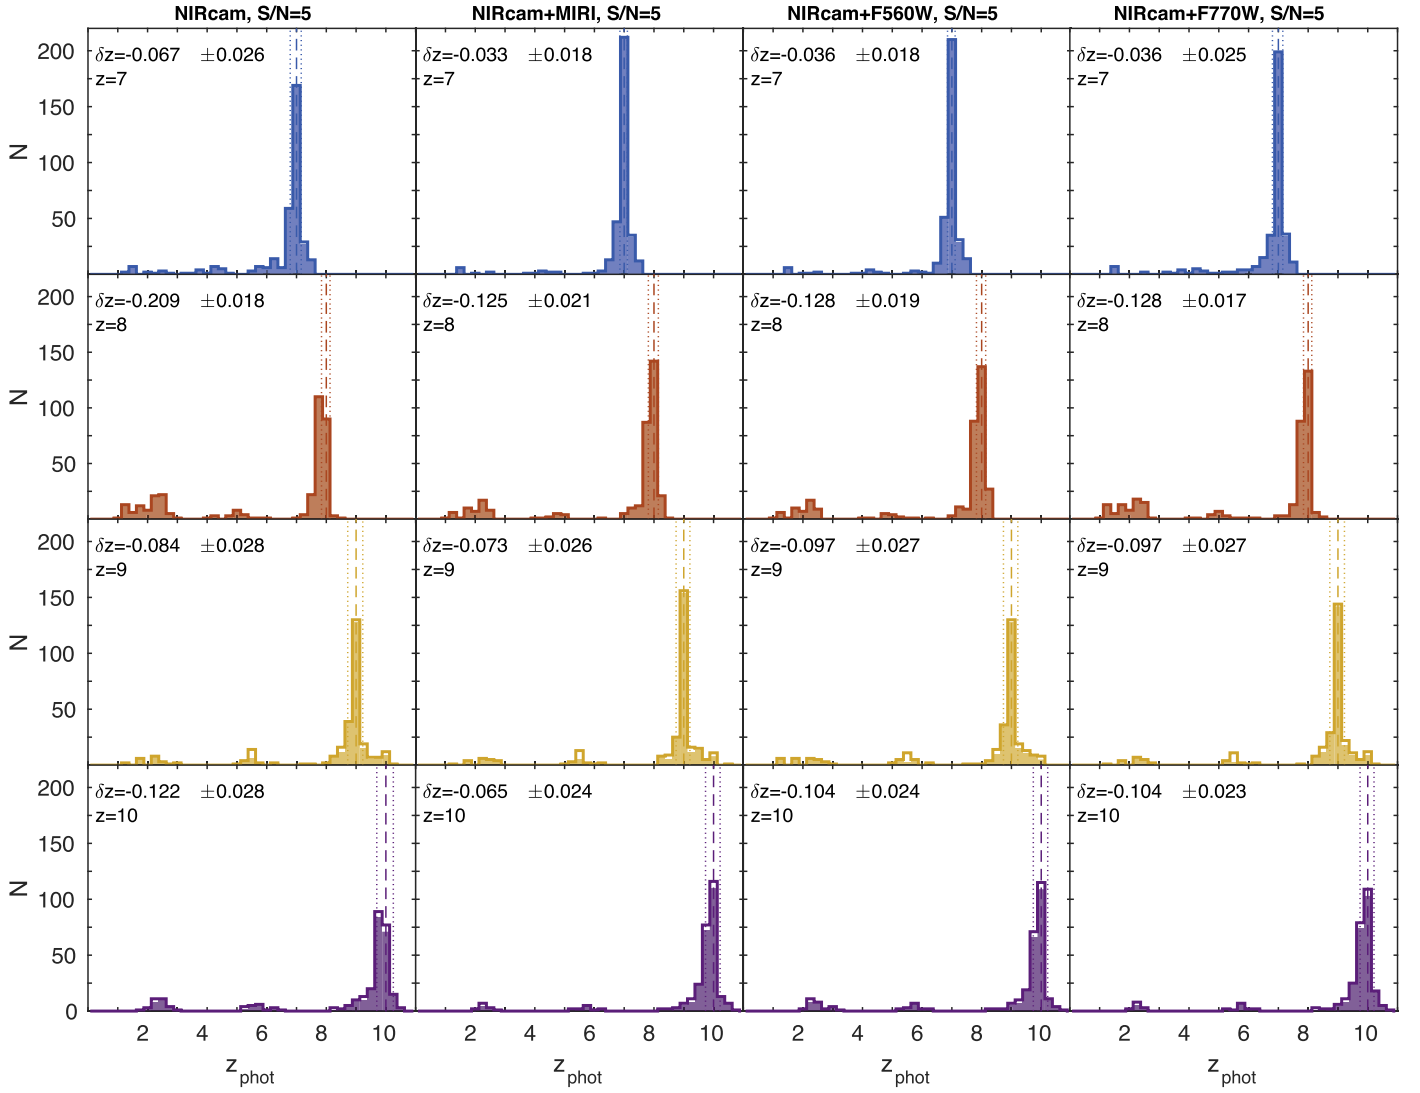 NIRcam, S/N=5 NIRcam+MIRI, S/N=5 NIRcam+F560W, S/N=5 NIRcam+F770W, S/N=5
δz=-0.067 ±0.026
z=7
δz=-0.033 ±0.018
z=7
δz=-0.036 ±0.018
z=7
δz=-0.036 ±0.025
z=7
200
150
100
50
N
δz=-0.209 ±0.018
z=8
δz=-0.125 ±0.021
z=8
δz=-0.128 ±0.019
z=8
δz=-0.128 ±0.017
z=8
200
150
100
50
N
δz=-0.084 ±0.028
z=9
δz=-0.073 ±0.026
z=9
δz=-0.097 ±0.027
z=9
δz=-0.097 ±0.027
z=9
200
150
100
50
N
δz=-0.122 ±0.028
z=10
δz=-0.065 ±0.024
z=10
δz=-0.104 ±0.024
z=10
δz=-0.104 ±0.023
z=10
200
150
100
50
0
N
2 4 6 8 10 2 4 6 8 10 2 4 6 8 10 2 4 6 8 10
z_phot z_phot z_phot z_phot